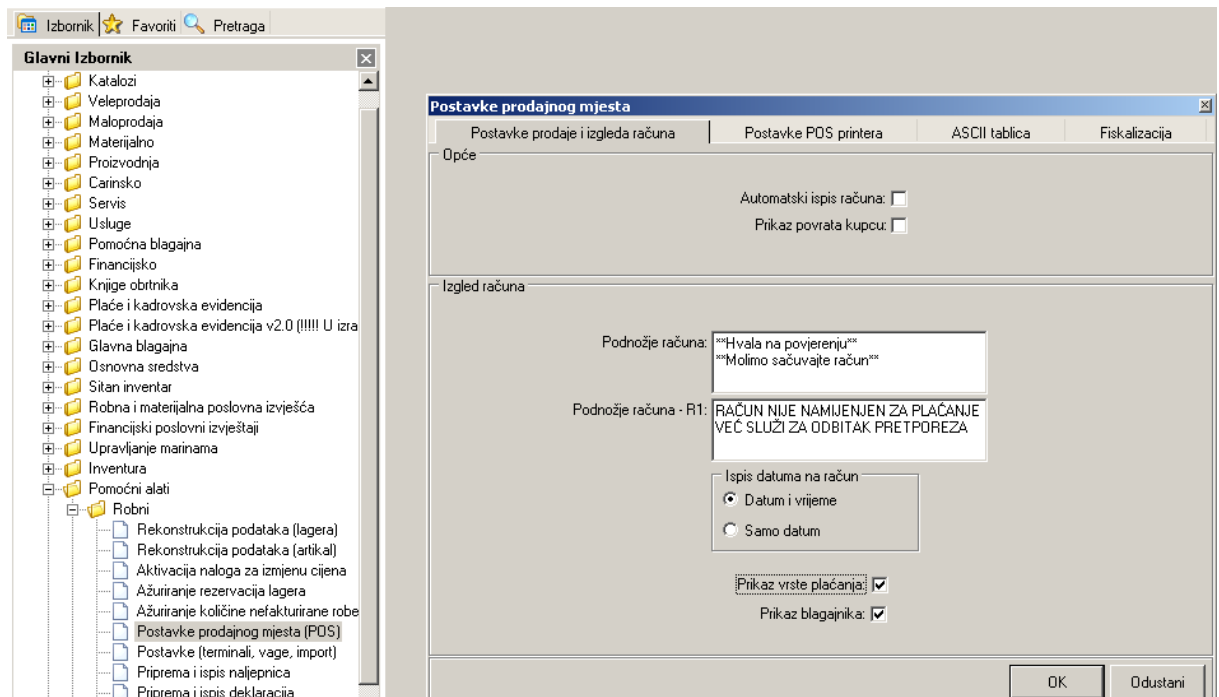 Izbornik Favoriti Pretraga
Glavni Izbornik
Katalozi
Veleprodaja
Maloprodaja
Materijalno
Proizvodnja
Carinsko
Servis
Usluge
Pomoćna blagajna
Financijsko
Knjige obrtnika
Plaće i kadrovska evidencija
Plaće i kadrovska evidencija v2.0 (!!!!! U izra
Glavna blagajna
Osnovna sredstva
Sitan inventar
Robna i materijalna poslovna izvješća
Financijski poslovni izvještaji
Upravljanje marinama
Inventura
Pomoćni alati
Robni
Rekonstrukcija podataka (lagera)
Rekonstrukcija podataka (artikal)
Aktivacija naloga za izmjenu cijena
Ažuriranje rezervacija lagera
Ažuriranje količine nefakturirane robe
Postavke prodajnog mjesta (POS)
Postavke (terminali, vage, import)
Priprema i ispis naljepnica
Priprema i ispis deklaracija
Postavke prodajnog mjesta
Postavke prodaje i izgleda računa Postavke POS printera ASCII tablica Fiskalizacija
Opće
Automatski ispis računa:
Prikaz povrata kupcu:
Izgled računa
Podnožje računa: **Hvala na povjerenju**
**Molimo sačuvajte račun**
Podnožje računa - R1: RAČUN NIJE NAMIJENJEN ZA PLAĆANJE
VEĆ SLUŽI ZA ODBITAK PRETPOREZA
Ispis datuma na račun
Datum i vrijeme
Samo datum
Prikaz vrste plaćanja:
Prikaz blagajnika:
OK Odustani